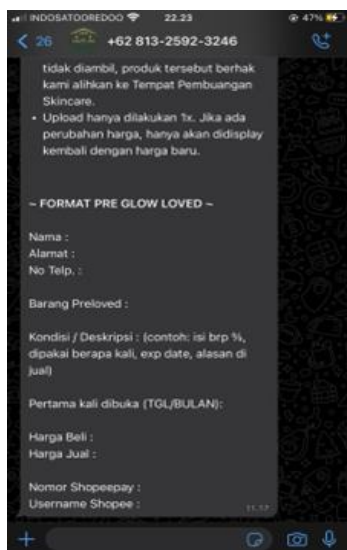 INDOSATOOREDOO 22.23 47%
26 +62 813-2592-3246
tidak diambil, produk tersebut berhak
kami alihkan ke Tempat Pembuangan
Skincare.
• Upload hanya dilakukan 1x. Jika ada
perubahan harga, hanya akan didisplay
kembali dengan harga baru.
~ FORMAT PRE GLOW LOVED ~
Nama :
Alamat :
No Telp. :
Barang Preloved :
Kondisi / Deskripsi : (contoh: isi brp %,
dipakai berapa kali, exp date, alasan di
jual)
Pertama kali dibuka (TGL/BULAN):
Harga Beli :
Harga Jual :
Nomor Shopeepay :
Username Shopee :
11.17